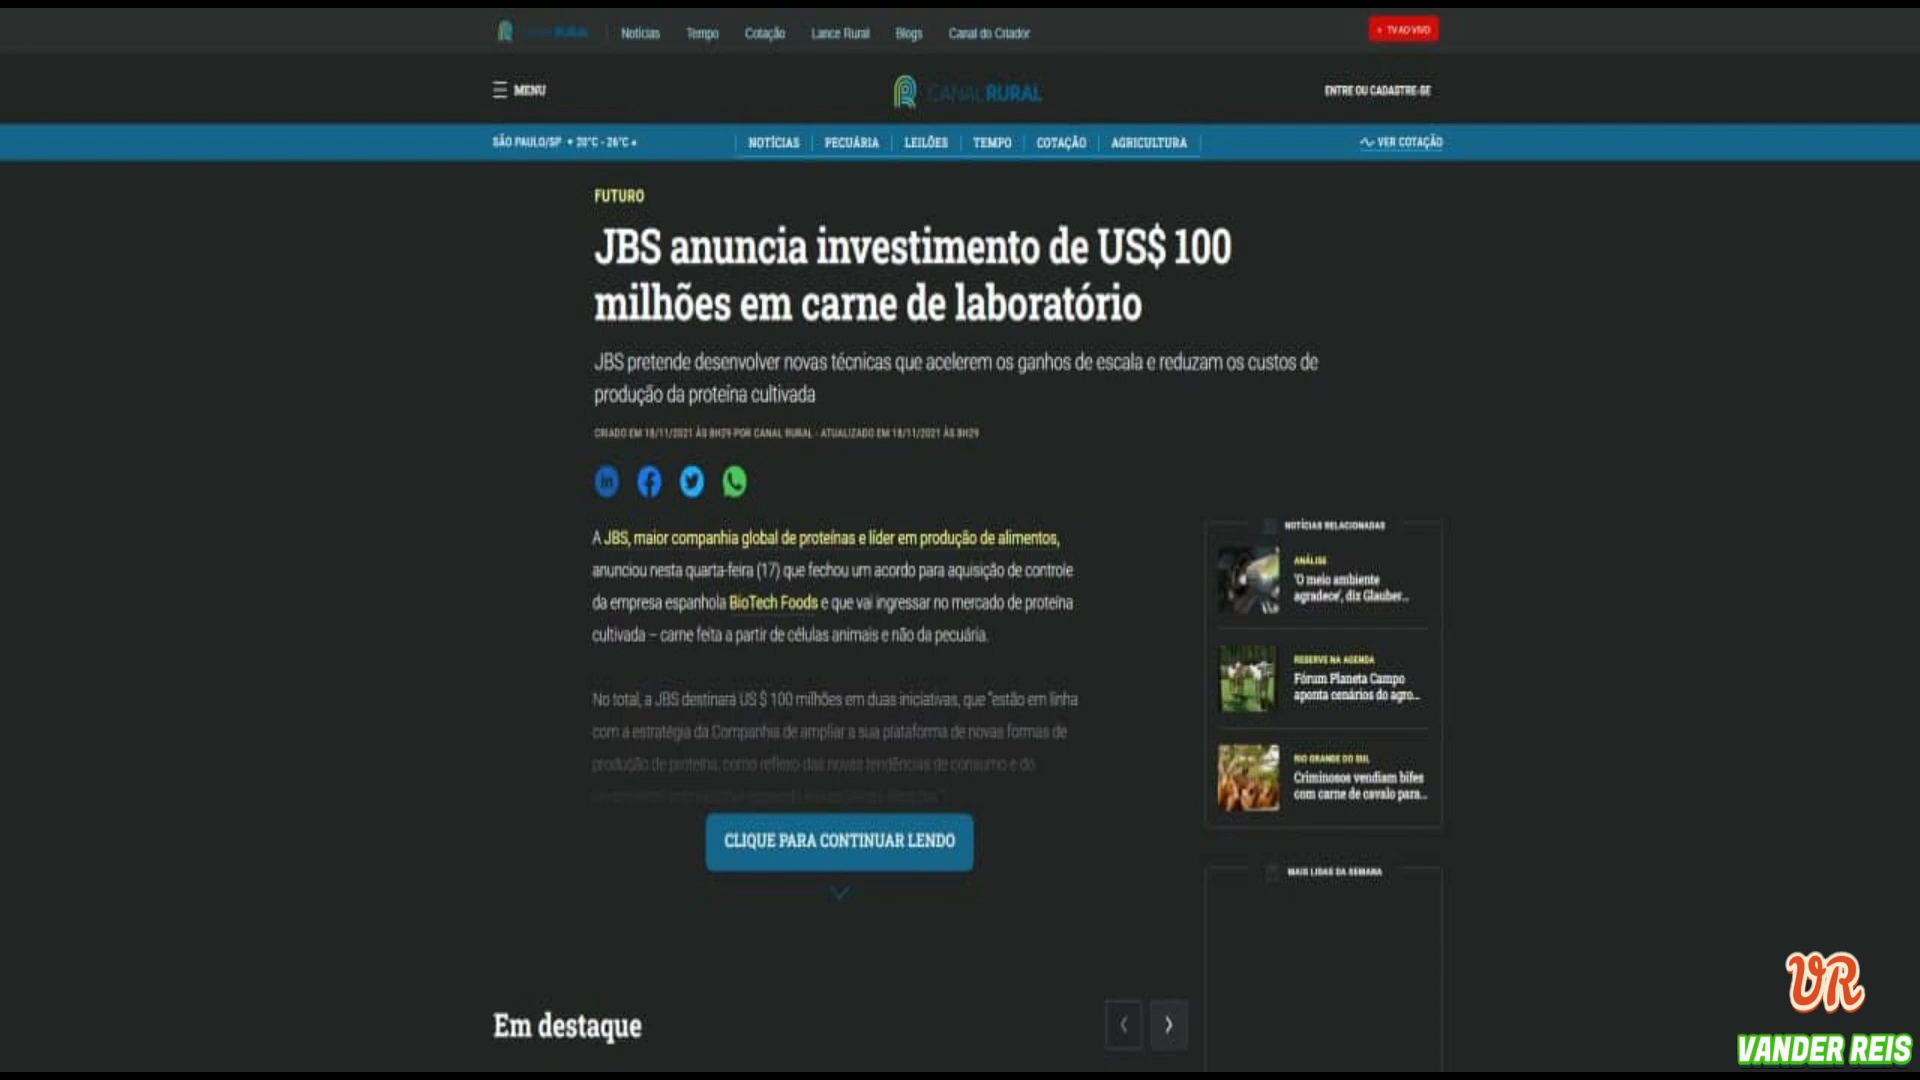 RURAL
Notícias
Tempo
Cotação
Lance Rural
Blogs
Canal do Criador
TV AO VIVO
MENU
CANAL RURAL
ENTRE OU CADASTRE-SE
SÃO PAULO/SP • 20°C - 26°C
NOTÍCIAS
PECUÁRIA
LEILÕES
TEMPO
COTAÇÃO
AGRICULTURA
VER COTAÇÃO
FUTURO
JBS anuncia investimento de US$ 100
milhões em carne de laboratório
JBS pretende desenvolver novas técnicas que acelerem os ganhos de escala e reduzam os custos de
produção da proteína cultivada
CRIADO EM 18/11/2021 ÀS 8H29 POR CANAL RURAL - ATUALIZADO EM 18/11/2021 ÀS 8H29
A JBS, maior companhia global de proteínas e líder em produção de alimentos,
anunciou nesta quarta-feira (17) que fechou um acordo para aquisição de controle
da empresa espanhola BioTech Foods e que vai ingressar no mercado de proteína
cultivada – carne feita a partir de células animais e não da pecuária.
No total, a JBS destinará US $ 100 milhões em duas iniciativas, que "estão em linha
com a estratégia da Companhia de ampliar a sua plataforma de novas formas de
produção de proteína, como reflexo das novas tendências de consumo e do
CLIQUE PARA CONTINUAR LENDO
NOTÍCIAS RELACIONADAS
ANÁLISE
'O meio ambiente
agradece', diz Glauber...
RESERVE NA AGENDA
Fórum Planeta Campo
aponta cenários do agro...
RIO GRANDE DO SUL
Criminosos vendiam bifes
com carne de cavalo para...
MAIS LIDAS DA SEMANA
Em destaque
VR
VANDER REIS